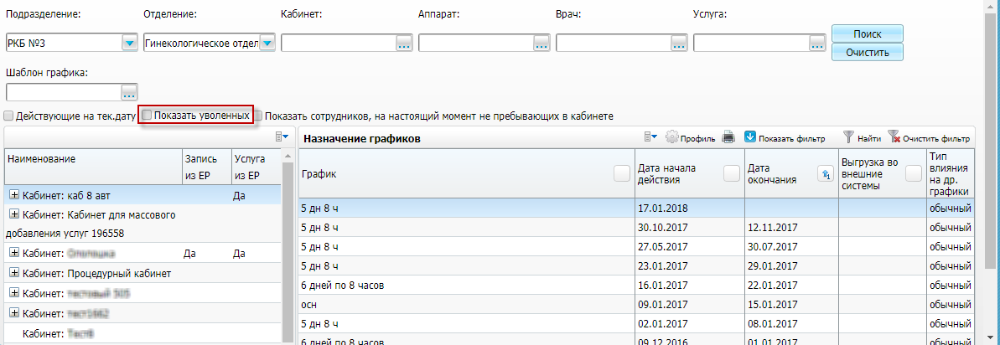 Подразделение: Отделение: Кабинет: Аппарат: Врач: Услуга:
РКБ №3 Гинекологическое отдел ... ... ... ... Поиск
Очистить
Шаблон графика:
...
Действующие на тек.дату Показать уволенных Показать сотрудников, на настоящий момент не пребывающих в кабинете
Назначение графиков Профиль Показать фильтр Найти Очистить фильтр
Наименование Запись из ЕР Услуга из ЕР
Кабинет: каб 8 авт Да
Кабинет: Кабинет для массового
добавления услуг 196558
Кабинет: Да Да
Кабинет: Процедурный кабинет
Кабинет:
Кабинет:
Кабинет:
График Дата начала действия Дата окончания 1 Выгрузка во внешние системы Тип влияния на др. графики
5 дн 8 ч 17.01.2018 обычный
5 дн 8 ч 30.10.2017 12.11.2017 обычный
5 дн 8 ч 27.05.2017 30.07.2017 обычный
5 дн 8 ч 23.01.2017 29.01.2017 обычный
6 дней по 8 часов 16.01.2017 22.01.2017 обычный
осн 09.01.2017 15.01.2017 обычный
5 дн 8 ч 02.01.2017 08.01.2017 обычный
6 дней по 8 часов 09.12.2016 01.01.2017 обычный